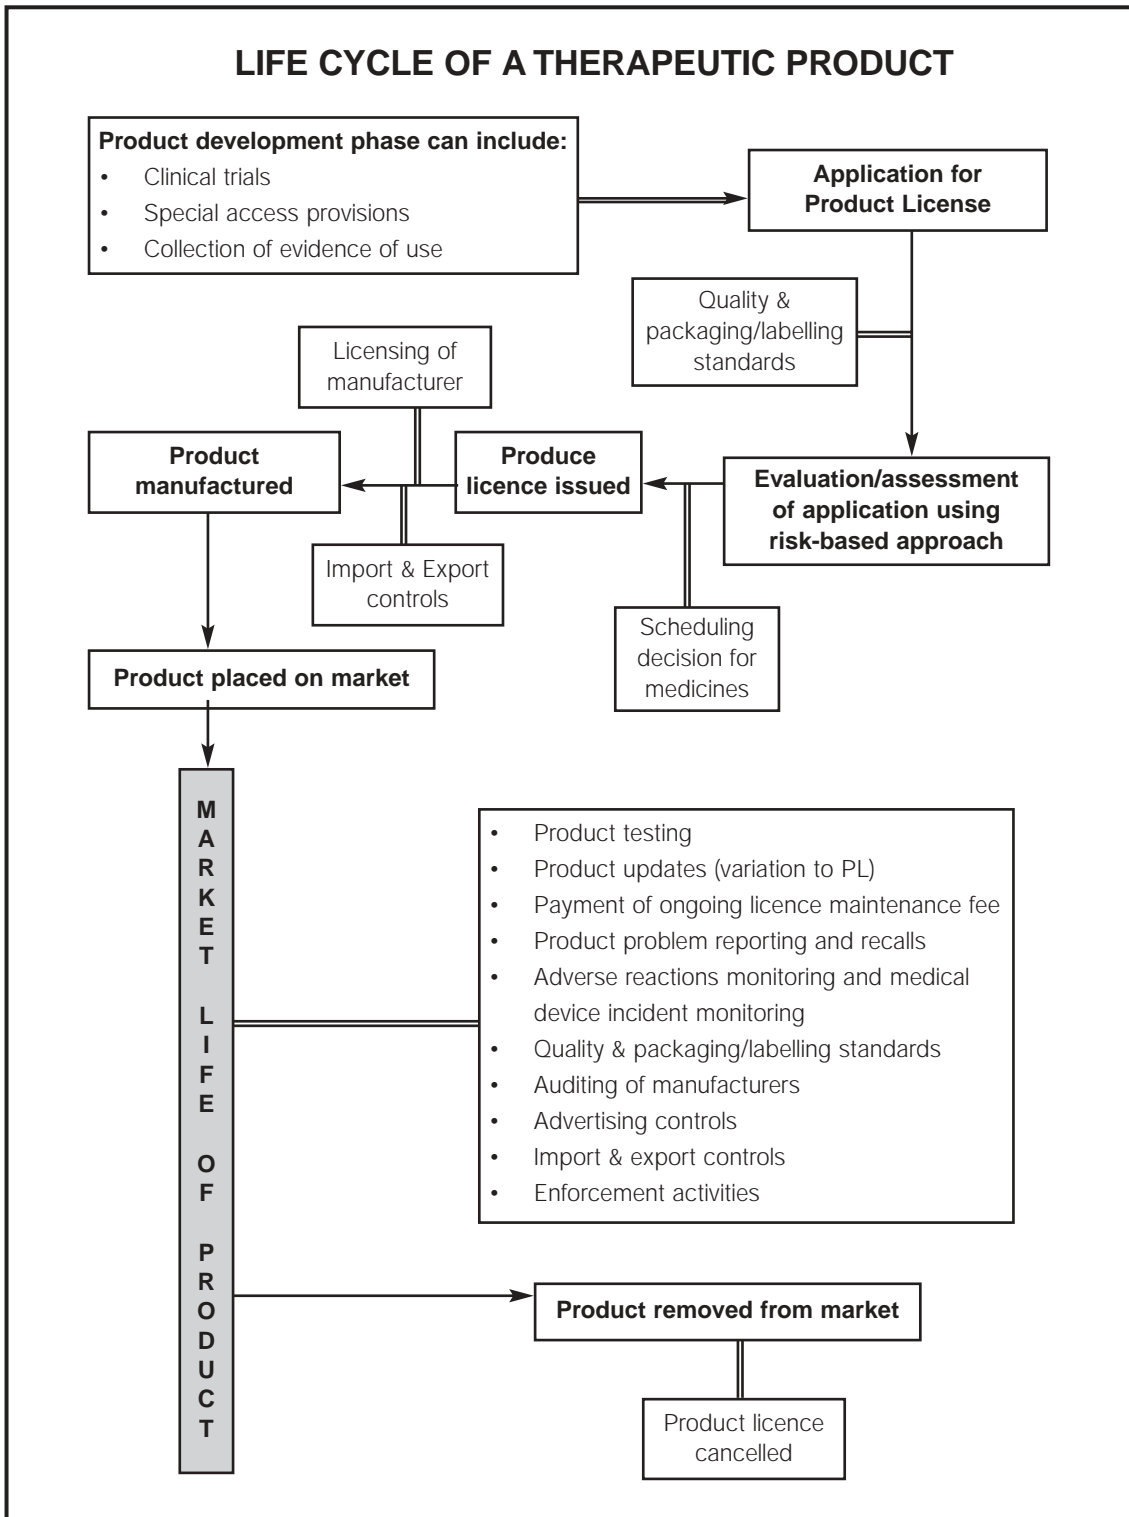 LIFE CYCLE OF A THERAPEUTIC PRODUCT
Product development phase can include:
• Clinical trials
• Special access provisions
• Collection of evidence of use
Application for
Product License
Quality &
packaging/labelling
standards
Licensing of
manufacturer
Product
manufactured
Produce
licence issued
Evaluation/assessment
of application using
risk-based approach
Import & Export
controls
Scheduling
decision for
medicines
Product placed on market
MARKET LIFE OF PRODUCT
• Product testing
• Product updates (variation to PL)
• Payment of ongoing licence maintenance fee
• Product problem reporting and recalls
• Adverse reactions monitoring and medical
device incident monitoring
• Quality & packaging/labelling standards
• Auditing of manufacturers
• Advertising controls
• Import & export controls
• Enforcement activities
Product removed from market
Product licence
cancelled